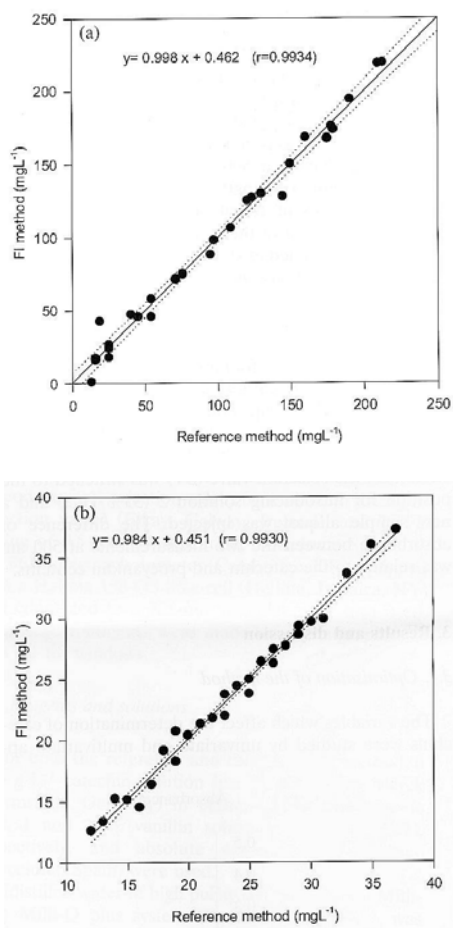 (a)
y= 0.998 x + 0.462 (r=0.9934)
250
200
150
100
50
0
FI method (mgL⁻¹)
0 50 100 150 200 250
Reference method (mgL⁻¹)
(b)
y= 0.984 x + 0.451 (r= 0.9930)
40
35
30
25
20
15
10
FI method (mgL⁻¹)
10 15 20 25 30 35 40
Reference method (mgL⁻¹)